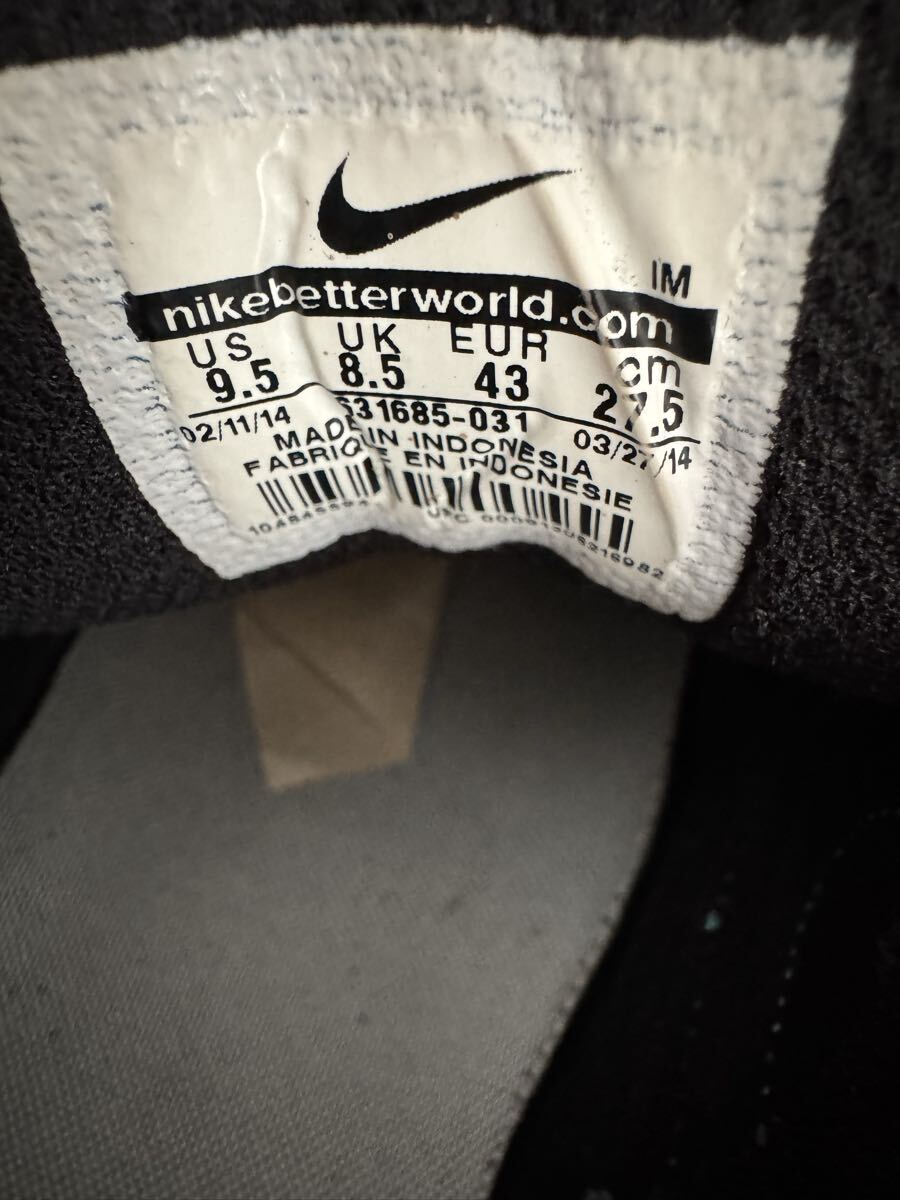 IM
nikebetterworld.com
US UK EUR cm
9.5 8.5 43 27.5
02/11/14 631685-031 03/27/14
MADE IN INDONESIA
FABRIQUE EN INDONESIE
UPC